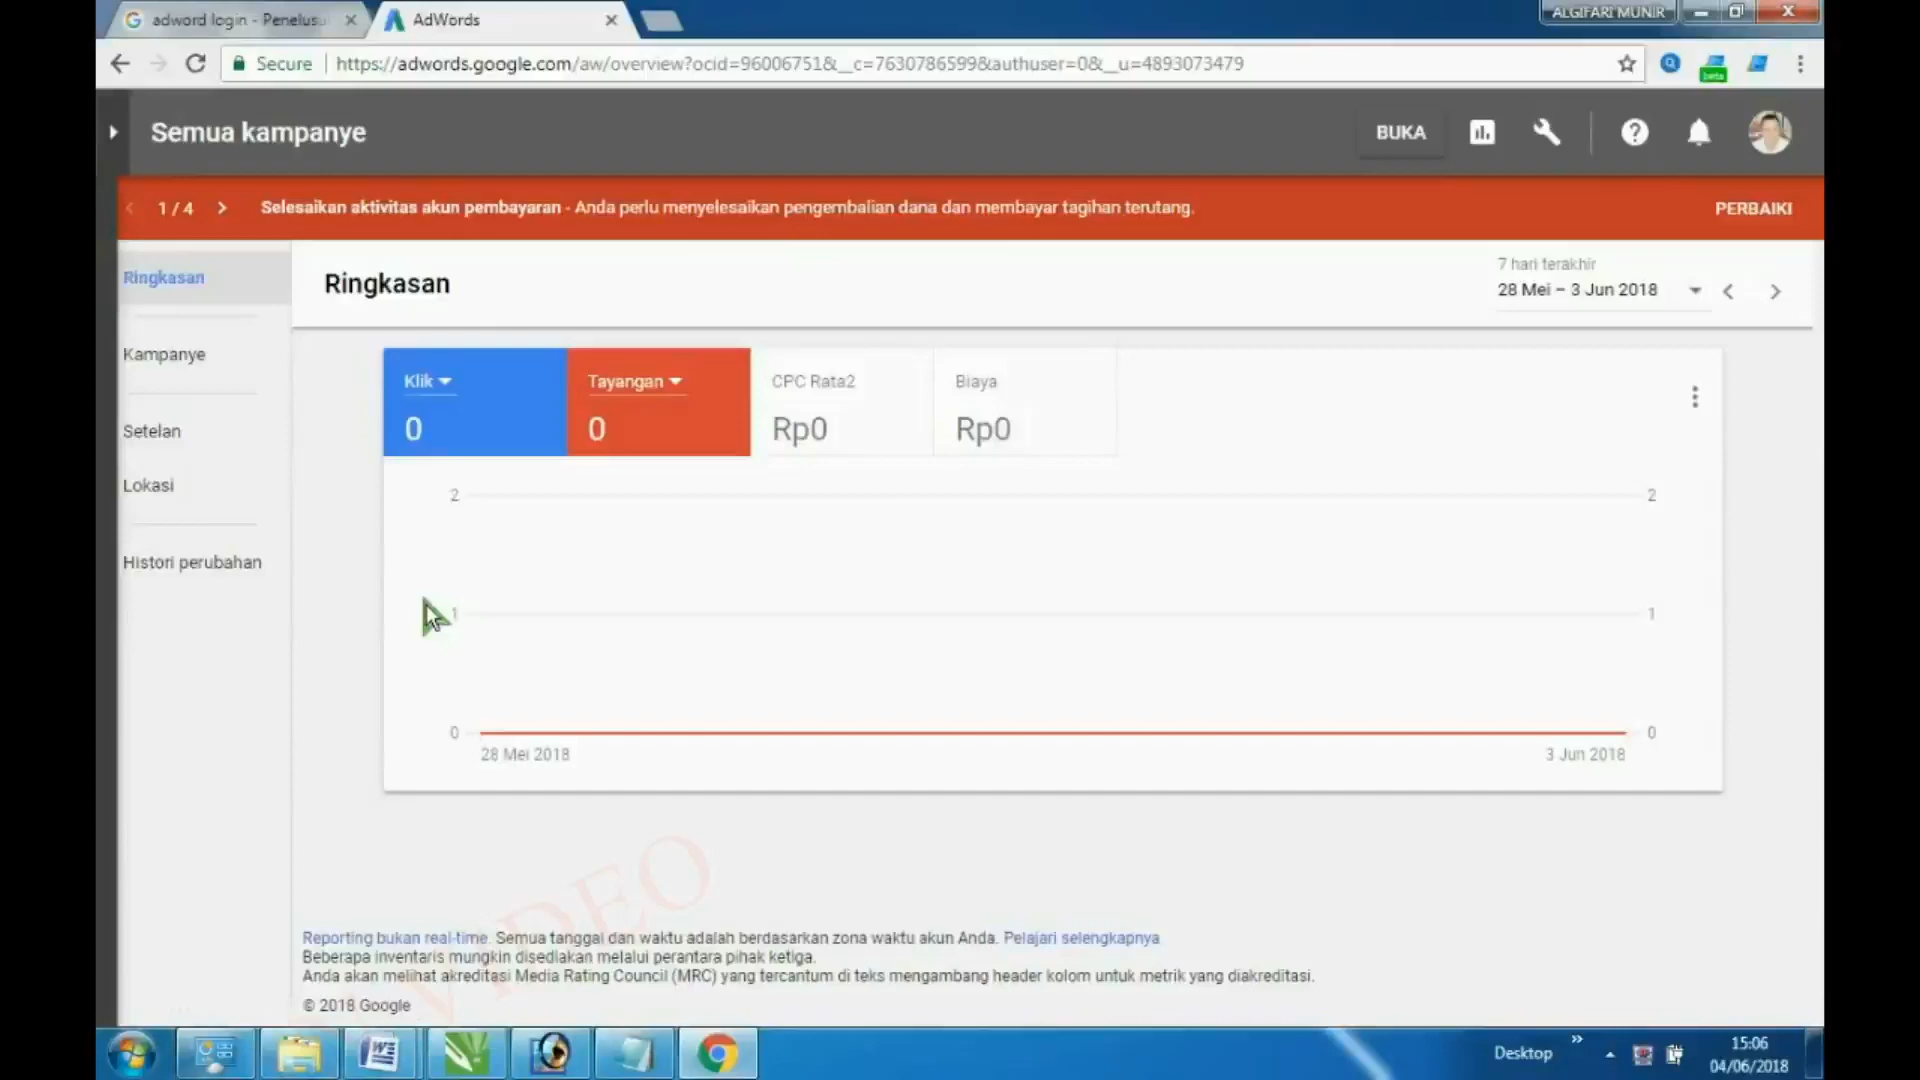 adword login - Penelusu
AdWords
ALGIFARI MUNIR
Secure
https://adwords.google.com/aw/overview?ocid=96006751&__c=7630786599&authuser=0&__u=4893073479
beta
Semua kampanye
BUKA
1 / 4
Selesaikan aktivitas akun pembayaran - Anda perlu menyelesaikan pengembalian dana dan membayar tagihan terutang.
PERBAIKI
Ringkasan
Kampanye
Setelan
Lokasi
Histori perubahan
Ringkasan
7 hari terakhir
28 Mei – 3 Jun 2018
Klik
0
Tayangan
0
CPC Rata2
Rp0
Biaya
Rp0
2 2
1 1
0 0
28 Mei 2018 3 Jun 2018
VIDEO
Reporting bukan real-time. Semua tanggal dan waktu adalah berdasarkan zona waktu akun Anda. Pelajari selengkapnya
Beberapa inventaris mungkin disediakan melalui perantara pihak ketiga.
Anda akan melihat akreditasi Media Rating Council (MRC) yang tercantum di teks mengambang header kolom untuk metrik yang diakreditasi.
© 2018 Google
Desktop
15:06
04/06/2018